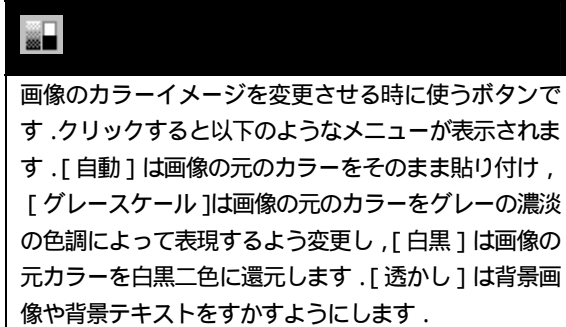 画像のカラーイメージを変更させる時に使うボタンで
す.クリックすると以下のようなメニューが表示されま
す.[自動]は画像の元のカラーをそのまま貼り付け,
[グレースケール]は画像の元のカラーをグレーの濃淡
の色調によって表現するよう変更し,[白黒]は画像の
元カラーを白黒二色に還元します.[透かし]は背景画
像や背景テキストをすかすようにします.